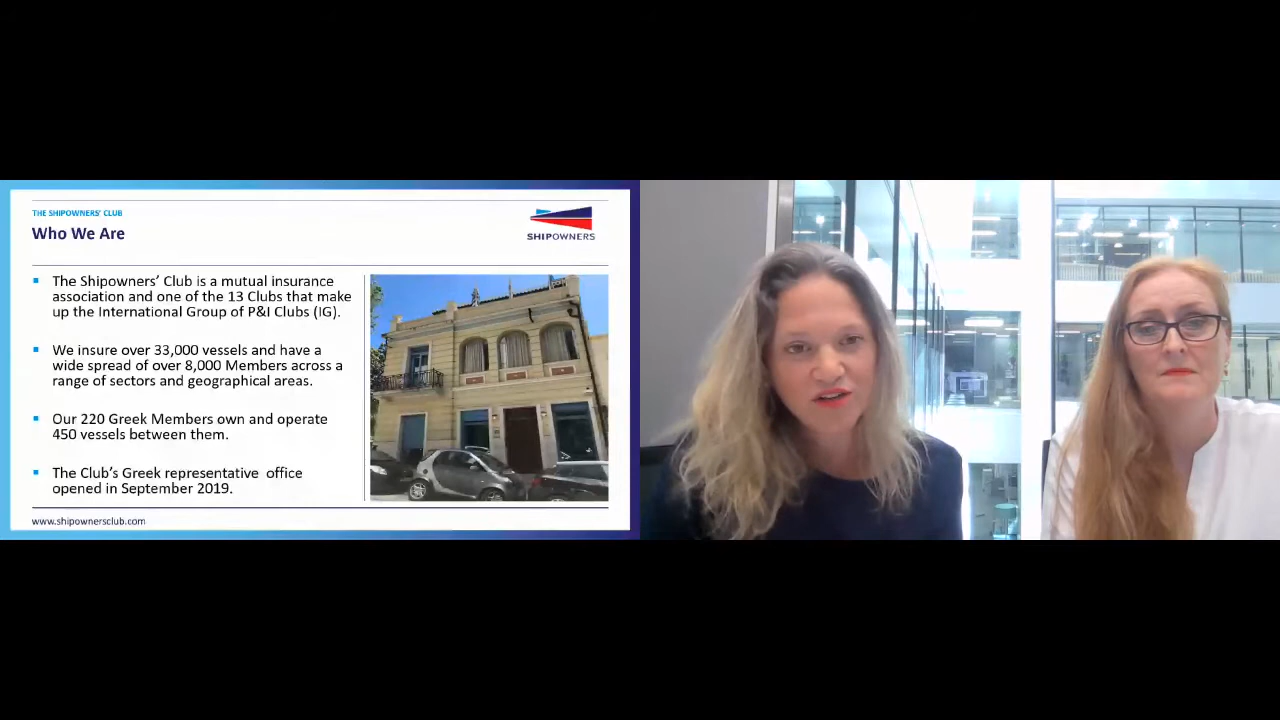 THE SHIPOWNERS' CLUB
Who We Are
SHIPOWNERS
▪ The Shipowners' Club is a mutual insurance
association and one of the 13 Clubs that make
up the International Group of P&I Clubs (IG).
▪ We insure over 33,000 vessels and have a
wide spread of over 8,000 Members across a
range of sectors and geographical areas.
▪ Our 220 Greek Members own and operate
450 vessels between them.
▪ The Club's Greek representative office
opened in September 2019.
www.shipownersclub.com